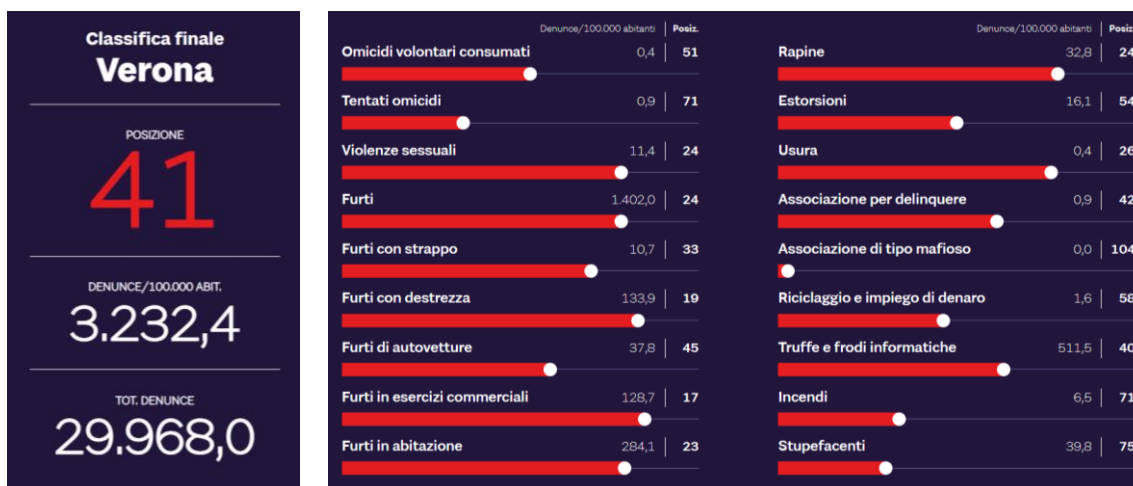 Classifica finale
Verona
POSIZIONE
41
DENUNCE/100.000 ABIT.
3.232,4
TOT. DENUNCE
29.968,0
Denunce/100.000 abitanti Posiz.
Omicidi volontari consumati 0,4 51
Tentati omicidi 0,9 71
Violenze sessuali 11,4 24
Furti 1.402,0 24
Furti con strappo 10,7 33
Furti con destrezza 133,9 19
Furti di autovetture 37,8 45
Furti in esercizi commerciali 128,7 17
Furti in abitazione 284,1 23
Denunce/100.000 abitanti Posiz
Rapine 32,8 24
Estorsioni 16,1 54
Usura 0,4 26
Associazione per delinquere 0,9 42
Associazione di tipo mafioso 0,0 104
Riciclaggio e impiego di denaro 1,6 58
Truffe e frodi informatiche 511,5 40
Incendi 6,5 71
Stupefacenti 39,8 75